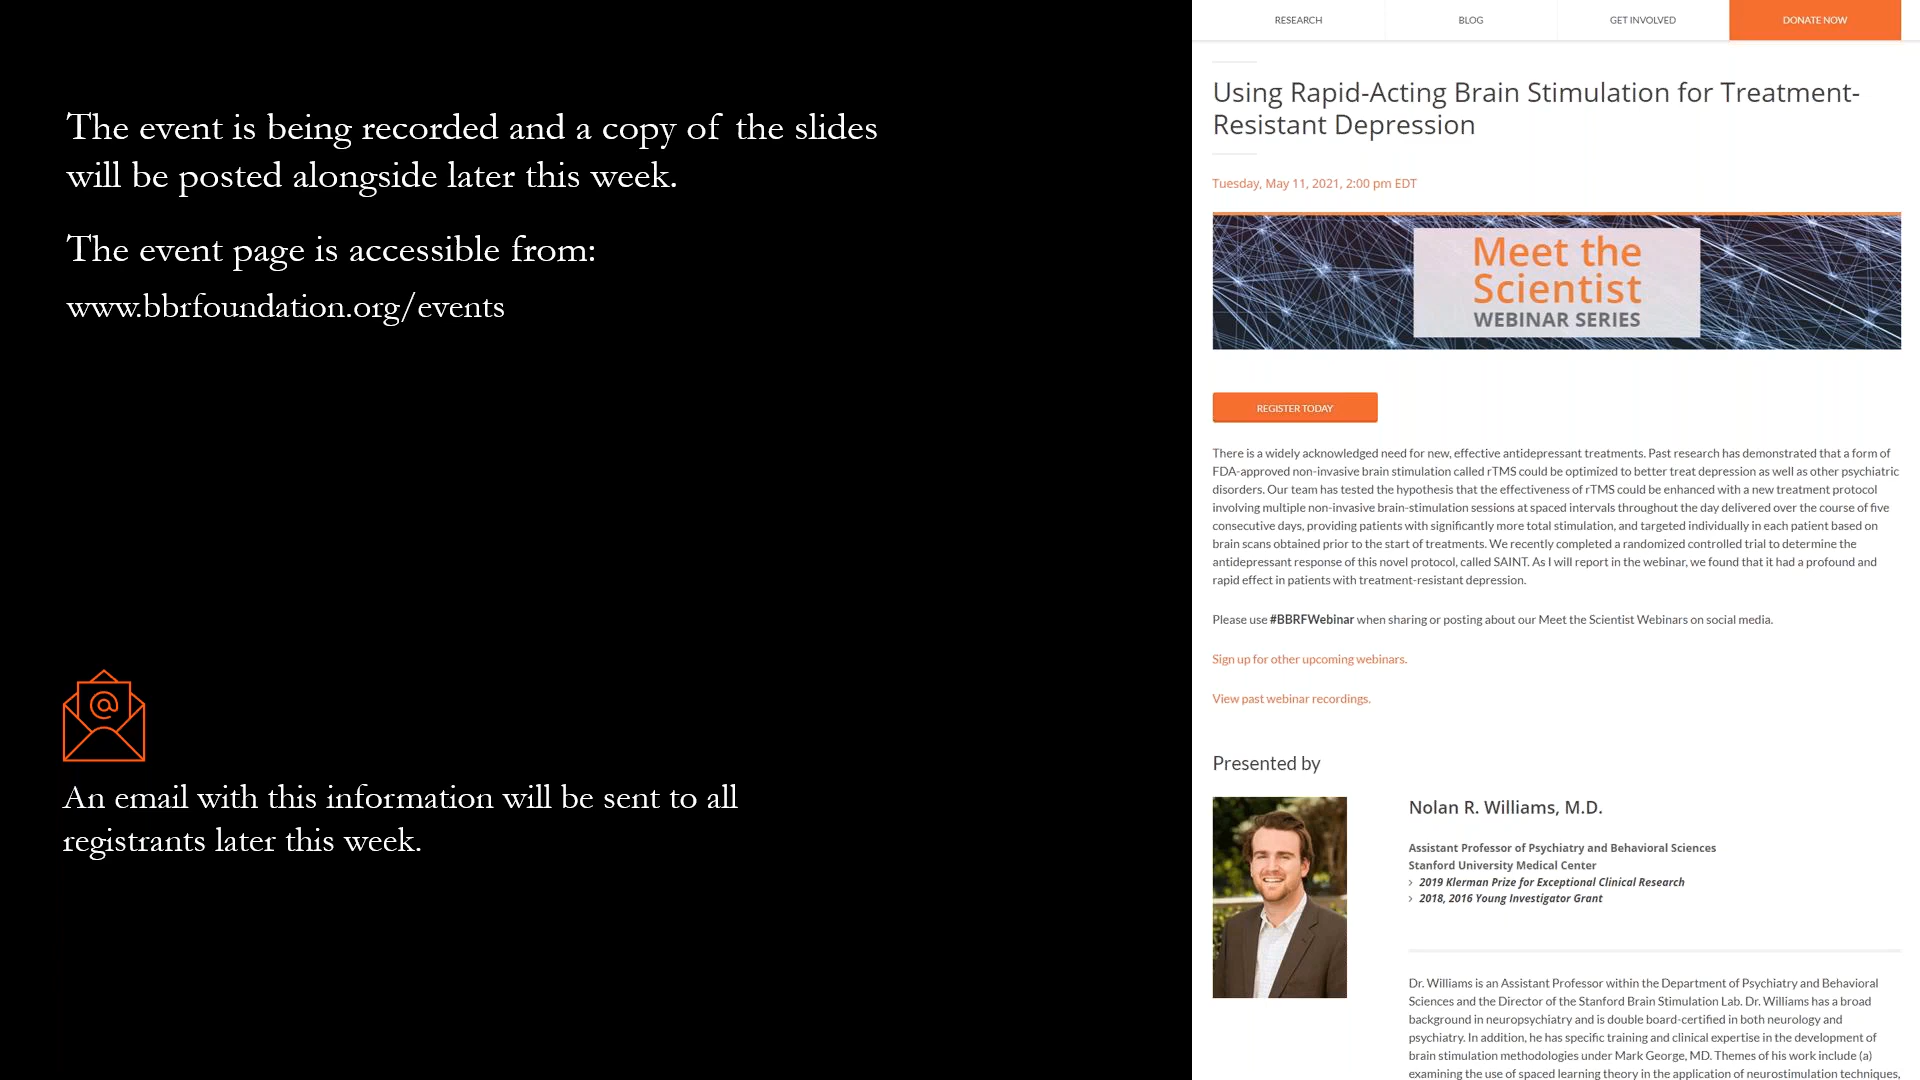 The event is being recorded and a copy of the slides
will be posted alongside later this week.
The event page is accessible from:
www.bbrfoundation.org/events
@
An email with this information will be sent to all
registrants later this week.
RESEARCH
BLOG
GET INVOLVED
DONATE NOW
Using Rapid-Acting Brain Stimulation for Treatment-
Resistant Depression
Tuesday, May 11, 2021, 2:00 pm EDT
Meet the
Scientist
WEBINAR SERIES
REGISTER TODAY
There is a widely acknowledged need for new, effective antidepressant treatments. Past research has demonstrated that a form of
FDA-approved non-invasive brain stimulation called rTMS could be optimized to better treat depression as well as other psychiatric
disorders. Our team has tested the hypothesis that the effectiveness of rTMS could be enhanced with a new treatment protocol
involving multiple non-invasive brain-stimulation sessions at spaced intervals throughout the day delivered over the course of five
consecutive days, providing patients with significantly more total stimulation, and targeted individually in each patient based on
brain scans obtained prior to the start of treatments. We recently completed a randomized controlled trial to determine the
antidepressant response of this novel protocol, called SAINT. As I will report in the webinar, we found that it had a profound and
rapid effect in patients with treatment-resistant depression.
Please use #BBRFWebinar when sharing or posting about our Meet the Scientist Webinars on social media.
Sign up for other upcoming webinars.
View past webinar recordings.
Presented by
Nolan R. Williams, M.D.
Assistant Professor of Psychiatry and Behavioral Sciences
Stanford University Medical Center
2019 Klerman Prize for Exceptional Clinical Research
2018, 2016 Young Investigator Grant
Dr. Williams is an Assistant Professor within the Department of Psychiatry and Behavioral
Sciences and the Director of the Stanford Brain Stimulation Lab. Dr. Williams has a broad
background in neuropsychiatry and is double board-certified in both neurology and
psychiatry. In addition, he has specific training and clinical expertise in the development of
brain stimulation methodologies under Mark George, MD. Themes of his work include (a)
examining the use of spaced learning theory in the application of neurostimulation techniques,